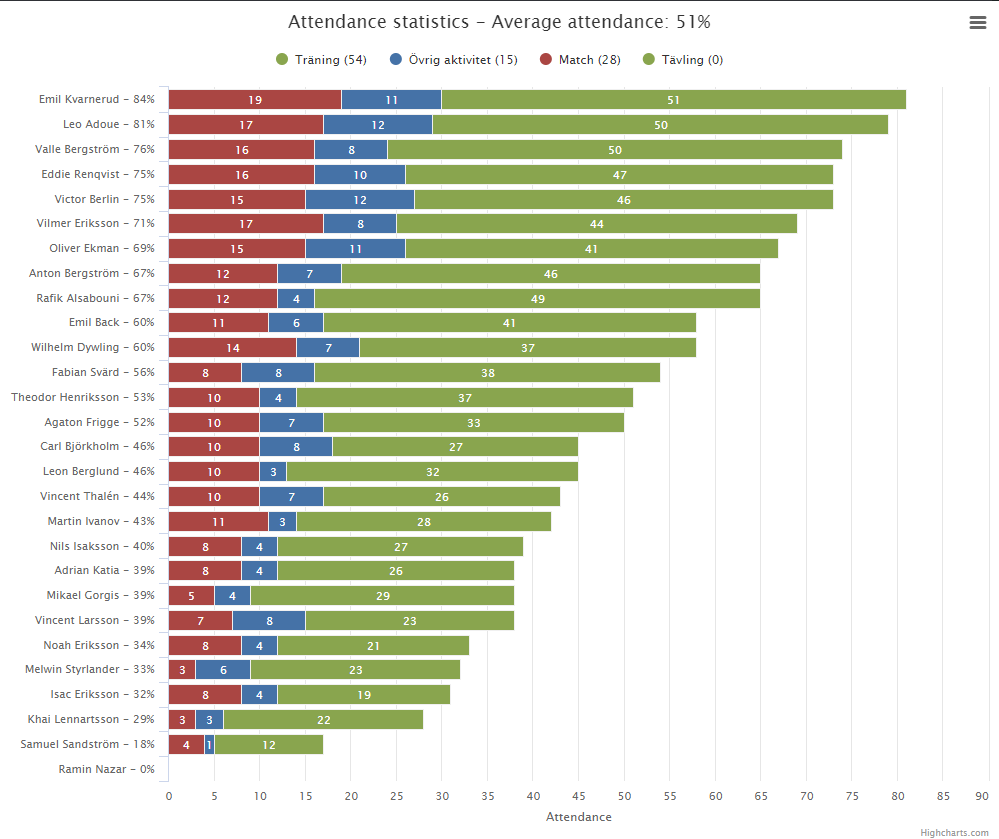 Attendance statistics - Average attendance: 51%
Träning (54) Övrig aktivitet (15) Match (28) Tävling (0)
Emil Kvarnerud - 84% 19 11 51
Leo Adoue - 81% 17 12 50
Valle Bergström - 76% 16 8 50
Eddie Renqvist - 75% 16 10 47
Victor Berlin - 75% 15 12 46
Vilmer Eriksson - 71% 17 8 44
Oliver Ekman - 69% 15 11 41
Anton Bergström - 67% 12 7 46
Rafik Alsabouni - 67% 12 4 49
Emil Back - 60% 11 6 41
Wilhelm Dywling - 60% 14 7 37
Fabian Svärd - 56% 8 8 38
Theodor Henriksson - 53% 10 4 37
Agaton Frigge - 52% 10 7 33
Carl Björkholm - 46% 10 8 27
Leon Berglund - 46% 10 3 32
Vincent Thalén - 44% 10 7 26
Martin Ivanov - 43% 11 3 28
Nils Isaksson - 40% 8 4 27
Adrian Katia - 39% 8 4 26
Mikael Gorgis - 39% 5 4 29
Vincent Larsson - 39% 7 8 23
Noah Eriksson - 34% 8 4 21
Melwin Styrlander - 33% 3 6 23
Isac Eriksson - 32% 8 4 19
Khai Lennartsson - 29% 3 3 22
Samuel Sandström - 18% 4 1 12
Ramin Nazar - 0%
0 5 10 15 20 25 30 35 40 45 50 55 60 65 70 75 80 85 90
Attendance
Highcharts.com